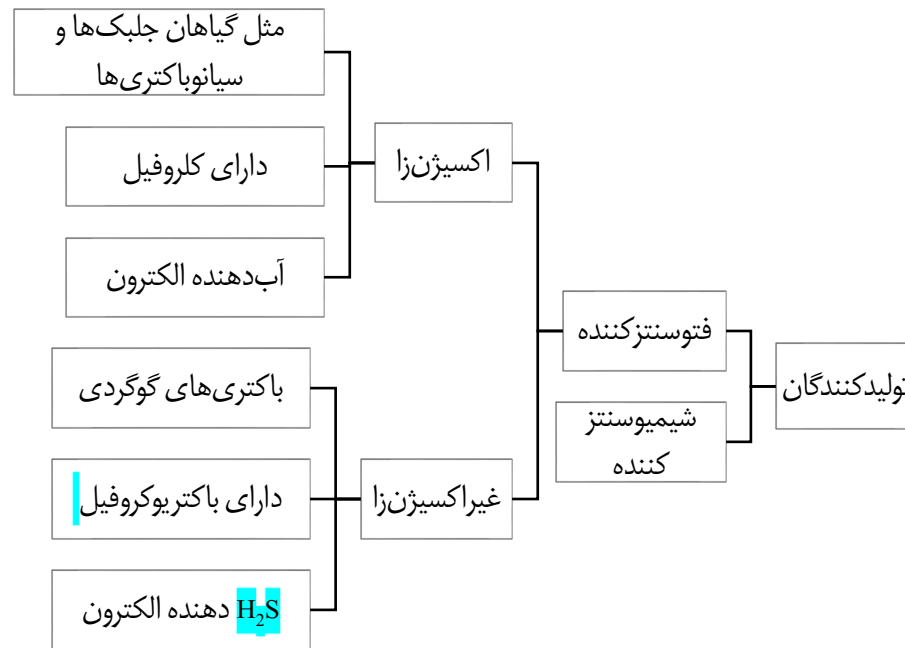 تولیدکنندگان
فتوسنتزکننده
اکسیژن‌زا
مثل گیاهان جلبک‌ها و
سیانوباکتری‌ها
دارای کلروفیل
آب‌دهنده الکترون
غیراکسیژن‌زا
باکتری‌های گوگردی
دارای باکتریوکروفیل
H₂S دهنده الکترون
شیمیوسنتز
کننده